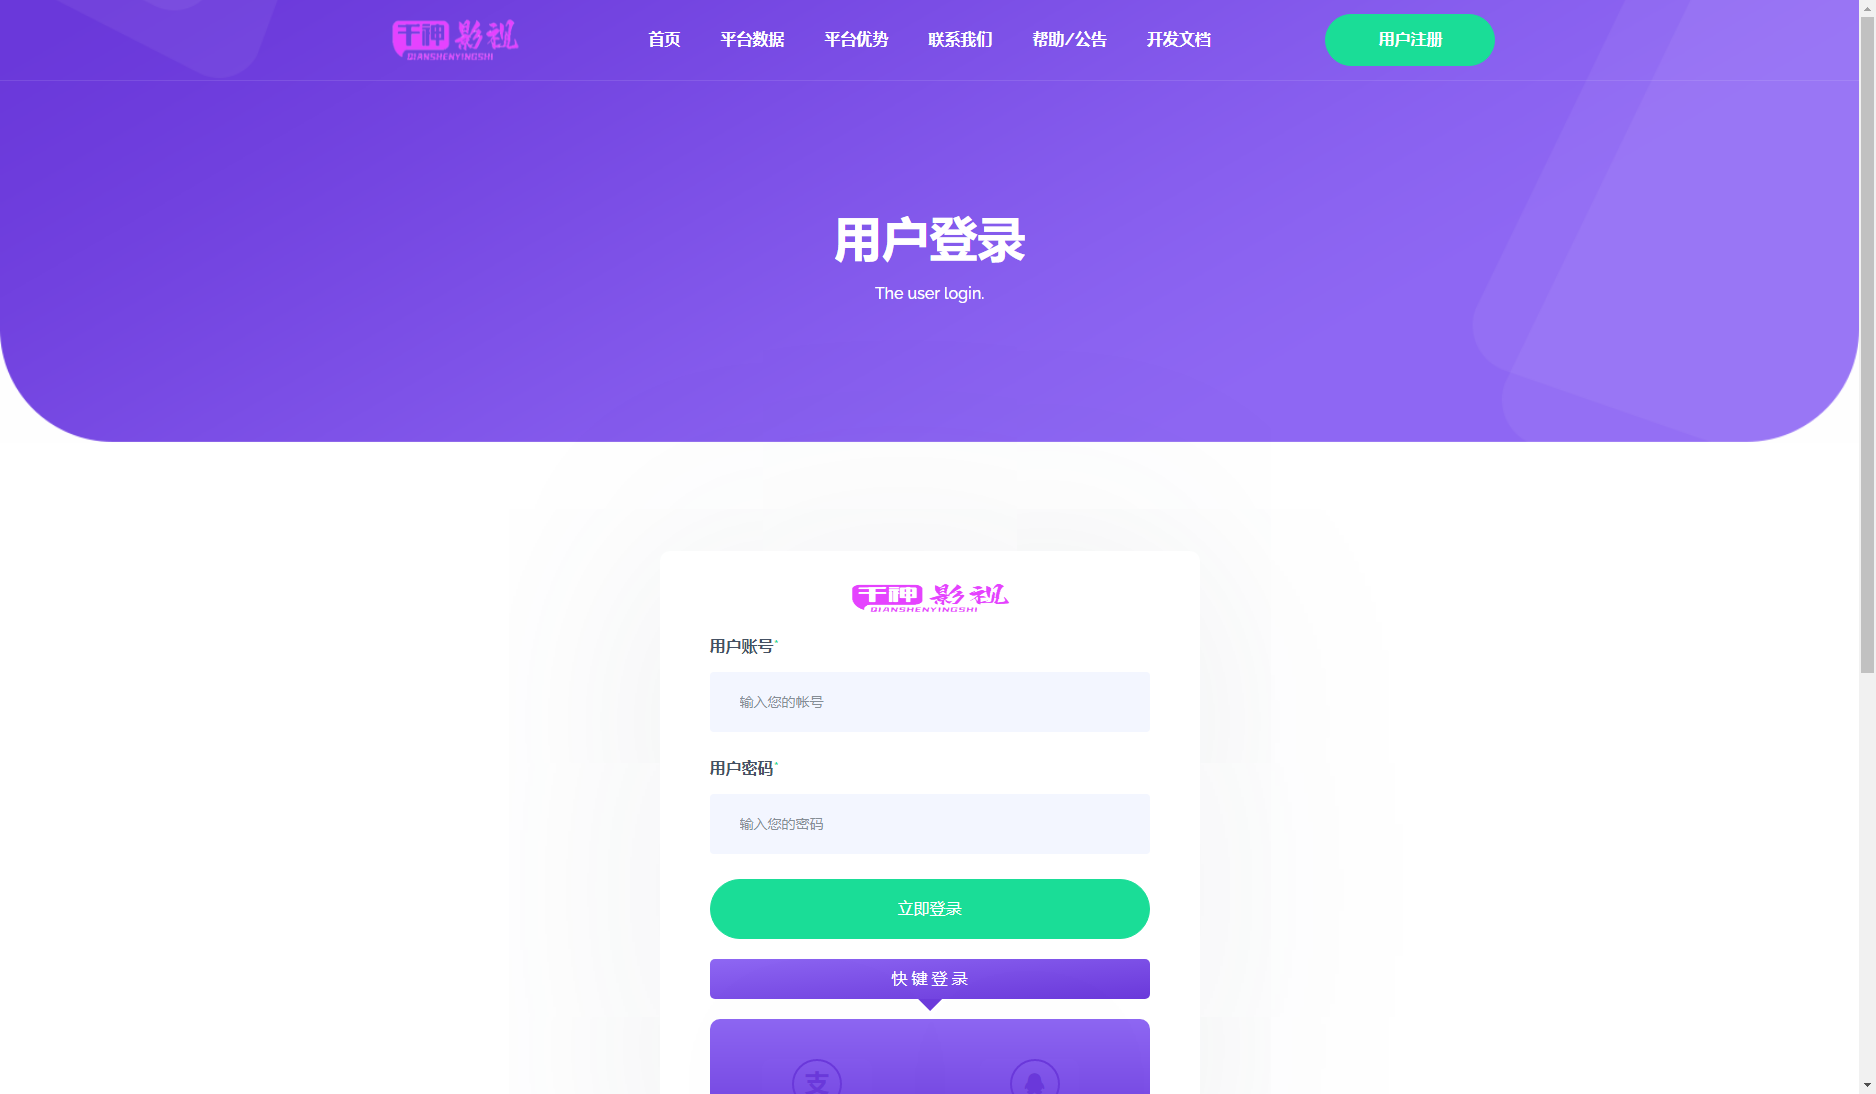 千神影视
QIANSHENYINGSHI
首页 平台数据 平台优势 联系我们 帮助/公告 开发文档 用户注册
用户登录
The user login.
千神影视
QIANSHENYINGSHI
用户账号*
输入您的帐号
用户密码*
输入您的密码
立即登录
快键登录
支